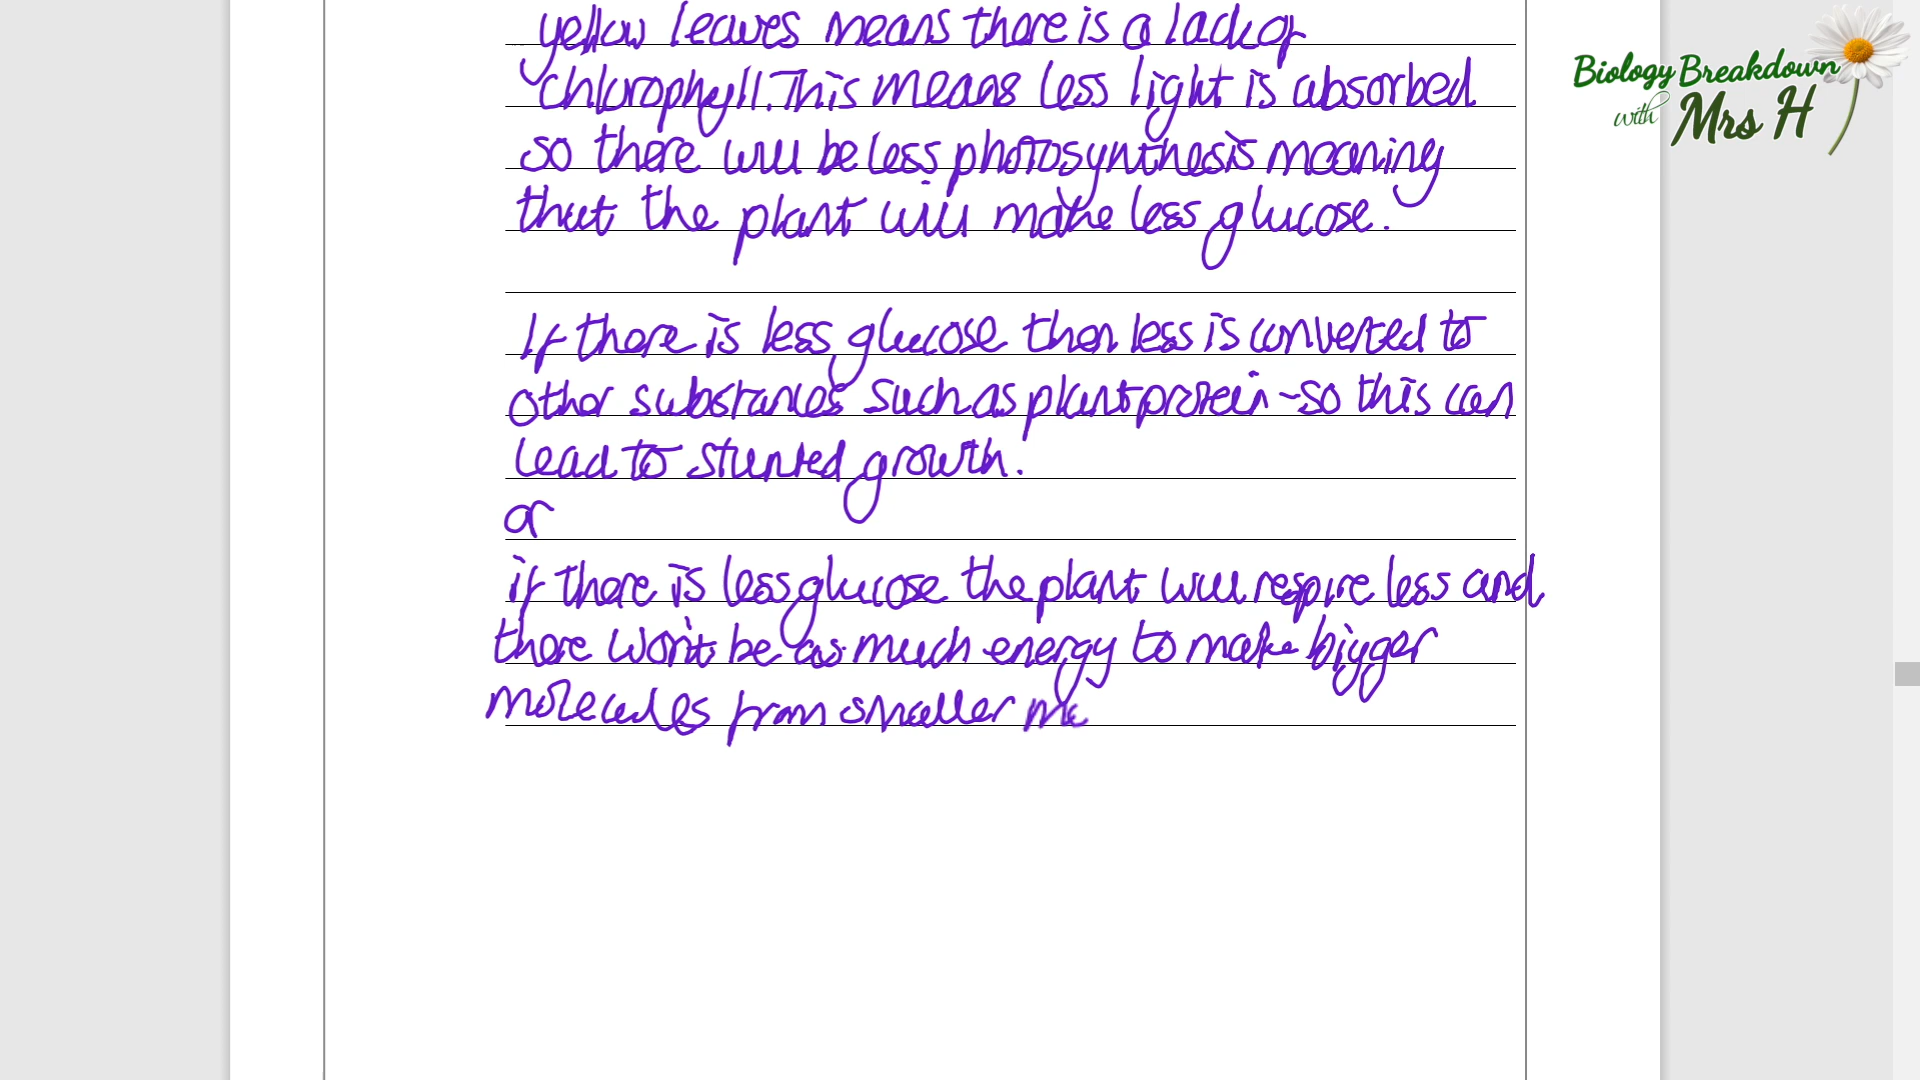 yellow leaves means there is a lack of
chlorophyll. This means less light is absorbed
so there will be less photosynthesis meaning
that the plant will make less glucose.
If there is less glucose then less is converted to
other substances such as plant protein - so this can
lead to stunted growth.
or
if there is less glucose the plant will respire less and
there won't be as much energy to make bigger
molecules from smaller mo
Biology Breakdown
with Mrs H